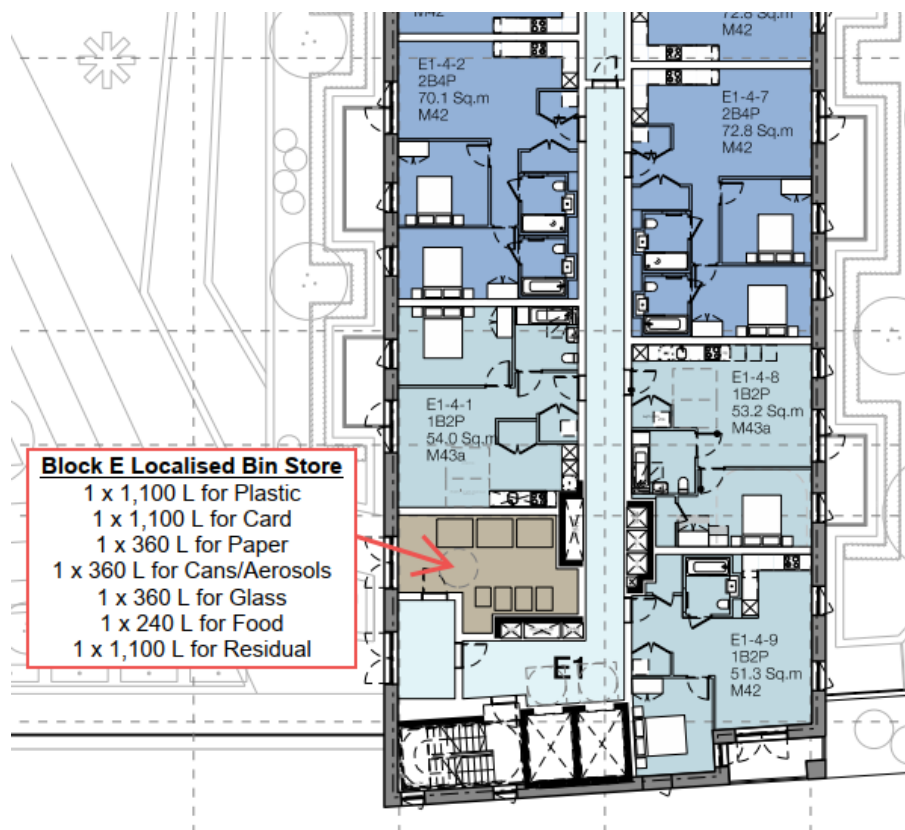 M42
72.8 Sq.m
M42
E1-4-2
2B4P
70.1 Sq.m
M42
E1-4-7
2B4P
72.8 Sq.m
M42
E1-4-1
1B2P
54.0 Sq.m
M43a
E1-4-8
1B2P
53.2 Sq.m
M43a
Block E Localised Bin Store
1 x 1,100 L for Plastic
1 x 1,100 L for Card
1 x 360 L for Paper
1 x 360 L for Cans/Aerosols
1 x 360 L for Glass
1 x 240 L for Food
1 x 1,100 L for Residual
E1-4-9
1B2P
51.3 Sq.m
M42
E1